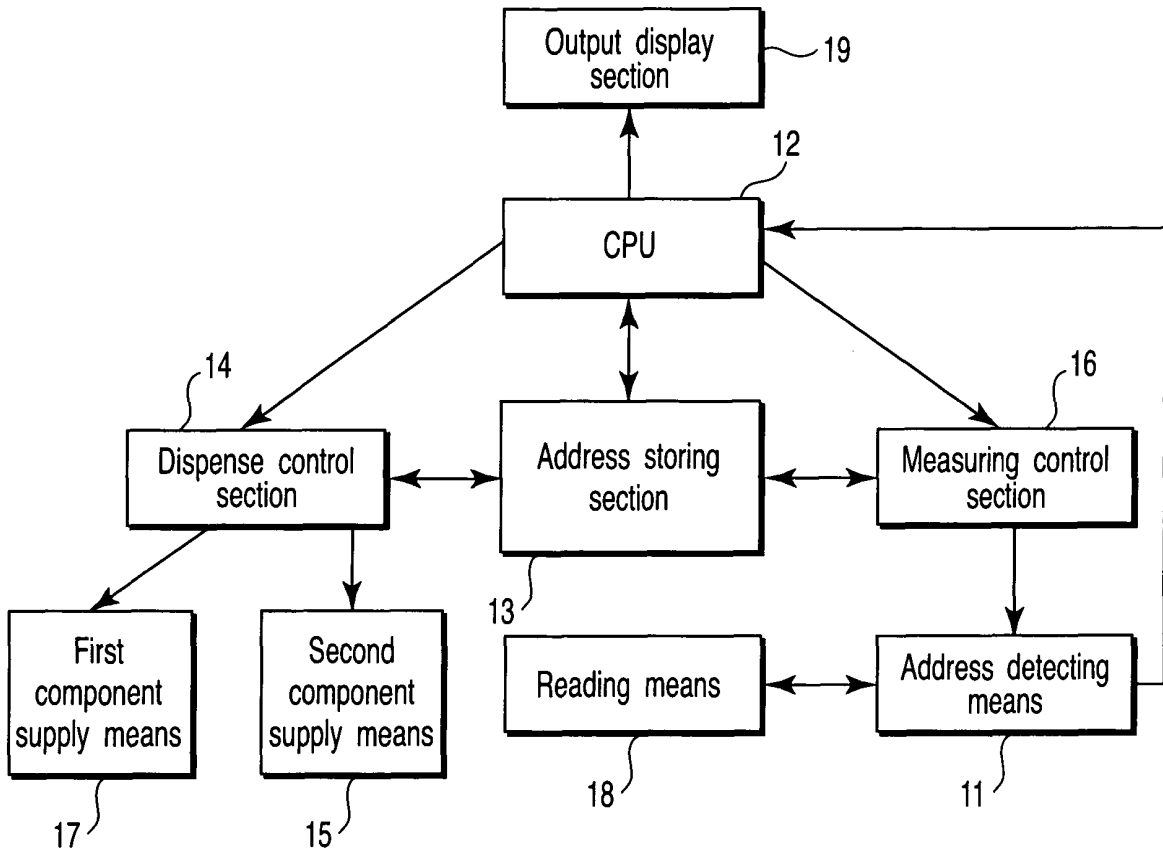 Output display
section
19
12
CPU
14
16
Dispense control
section
Address storing
section
Measuring control
section
13
First
component
supply means
Second
component
supply means
Reading means
Address detecting
means
17
15
18
11